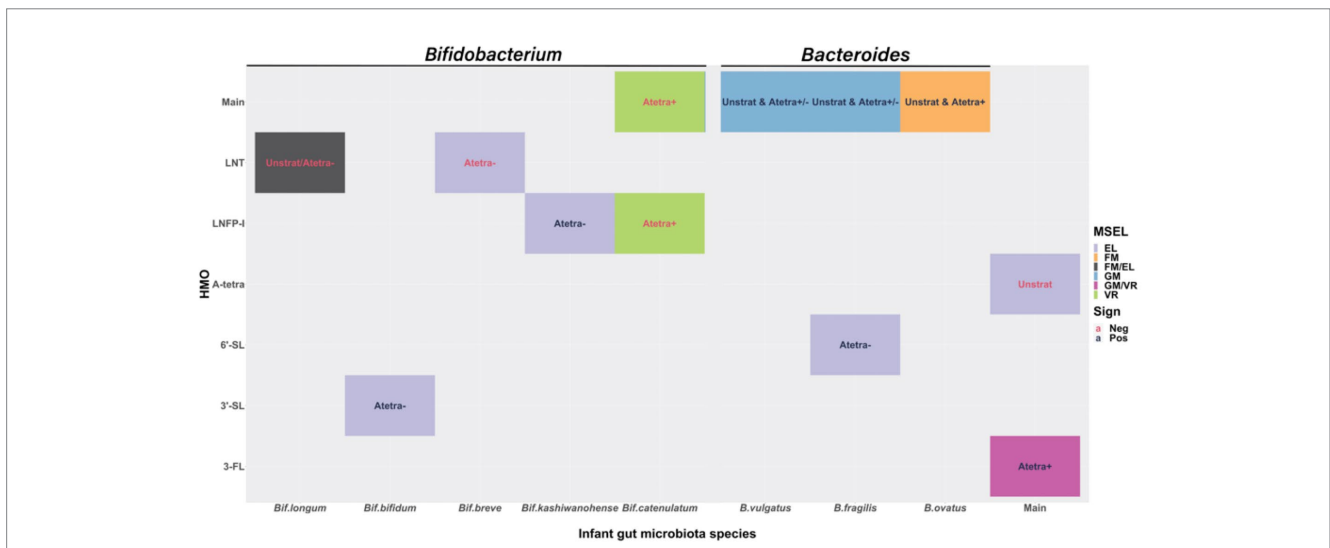 Bifidobacterium Bacteroides
Main Atetra+ Unstrat & Atetra+/- Unstrat & Atetra+/- Unstrat & Atetra+
LNT Unstrat/Atetra- Atetra-
LNFP-I Atetra- Atetra+
A-tetra Unstrat
6'-SL Atetra-
3'-SL Atetra-
3-FL Atetra+
HMO
Bif.longum Bif.bifidum Bif.breve Bif.kashiwanohense Bif.catenulatum B.vulgatus B.fragilis B.ovatus Main
Infant gut microbiota species
MSEL
EL
FM
FM/EL
GM
GM/VR
VR
Sign
a Neg
a Pos